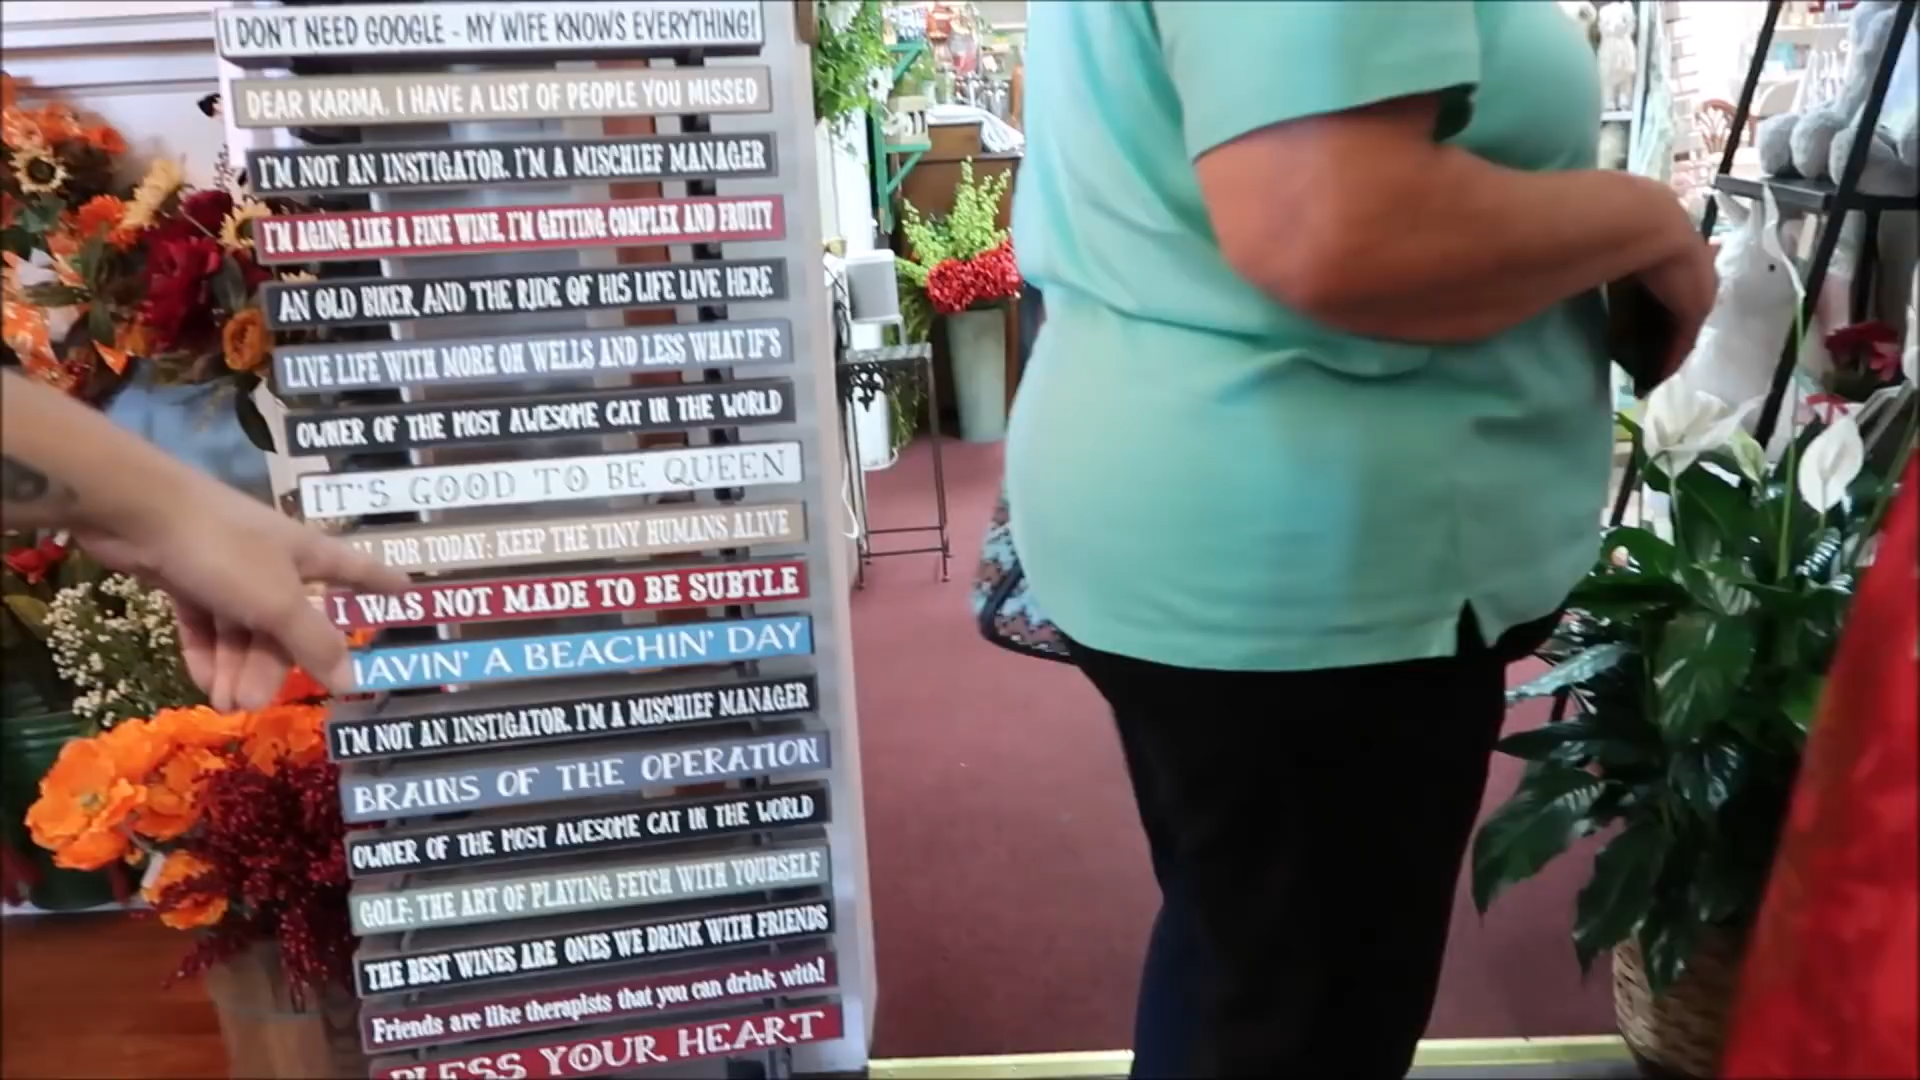 I DON'T NEED GOOGLE - MY WIFE KNOWS EVERYTHING!
DEAR KARMA, I HAVE A LIST OF PEOPLE YOU MISSED
I'M NOT AN INSTIGATOR. I'M A MISCHIEF MANAGER
I'M AGING LIKE A FINE WINE. I'M GETTING COMPLEX AND FRUITY
AN OLD BIKER AND THE RIDE OF HIS LIFE LIVE HERE
LIVE LIFE WITH MORE OH WELLS AND LESS WHAT IF'S
OWNER OF THE MOST AWESOME CAT IN THE WORLD
IT'S GOOD TO BE QUEEN
FOR TODAY: KEEP THE TINY HUMANS ALIVE
I WAS NOT MADE TO BE SUBTLE
A BEACHIN' DAY
I'M NOT AN INSTIGATOR. I'M A MISCHIEF MANAGER
BRAINS OF THE OPERATION
OWNER OF THE MOST AWESOME CAT IN THE WORLD
GOLF: THE ART OF PLAYING FETCH WITH YOURSELF
THE BEST WINES ARE ONES WE DRINK WITH FRIENDS
Friends are like therapists that you can drink with!
BLESS YOUR HEART